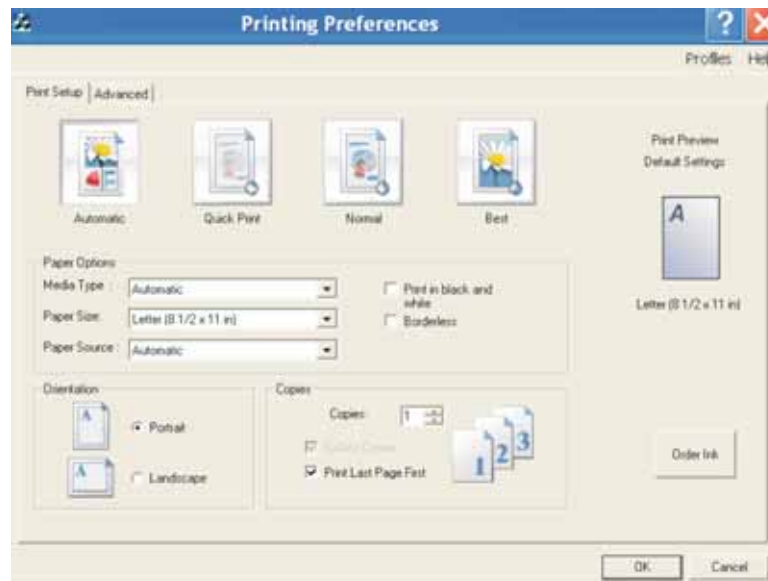 Printing Preferences
?
Profiles
Print Setup
Advanced
Automatic
Quick Print
Normal
Best
Print Preview
Default Settings
A
Letter (8 1/2 x 11 in)
Paper Options
Media Type :
Automatic
Print in black and
white
Paper Size:
Letter (8 1/2 x 11 in)
Borderless
Paper Source :
Automatic
Orientation
A
Portrait
A
Landscape
Copies
Copies:
1
Print Last Page First
1 2 3
Order Ink
OK
Cancel